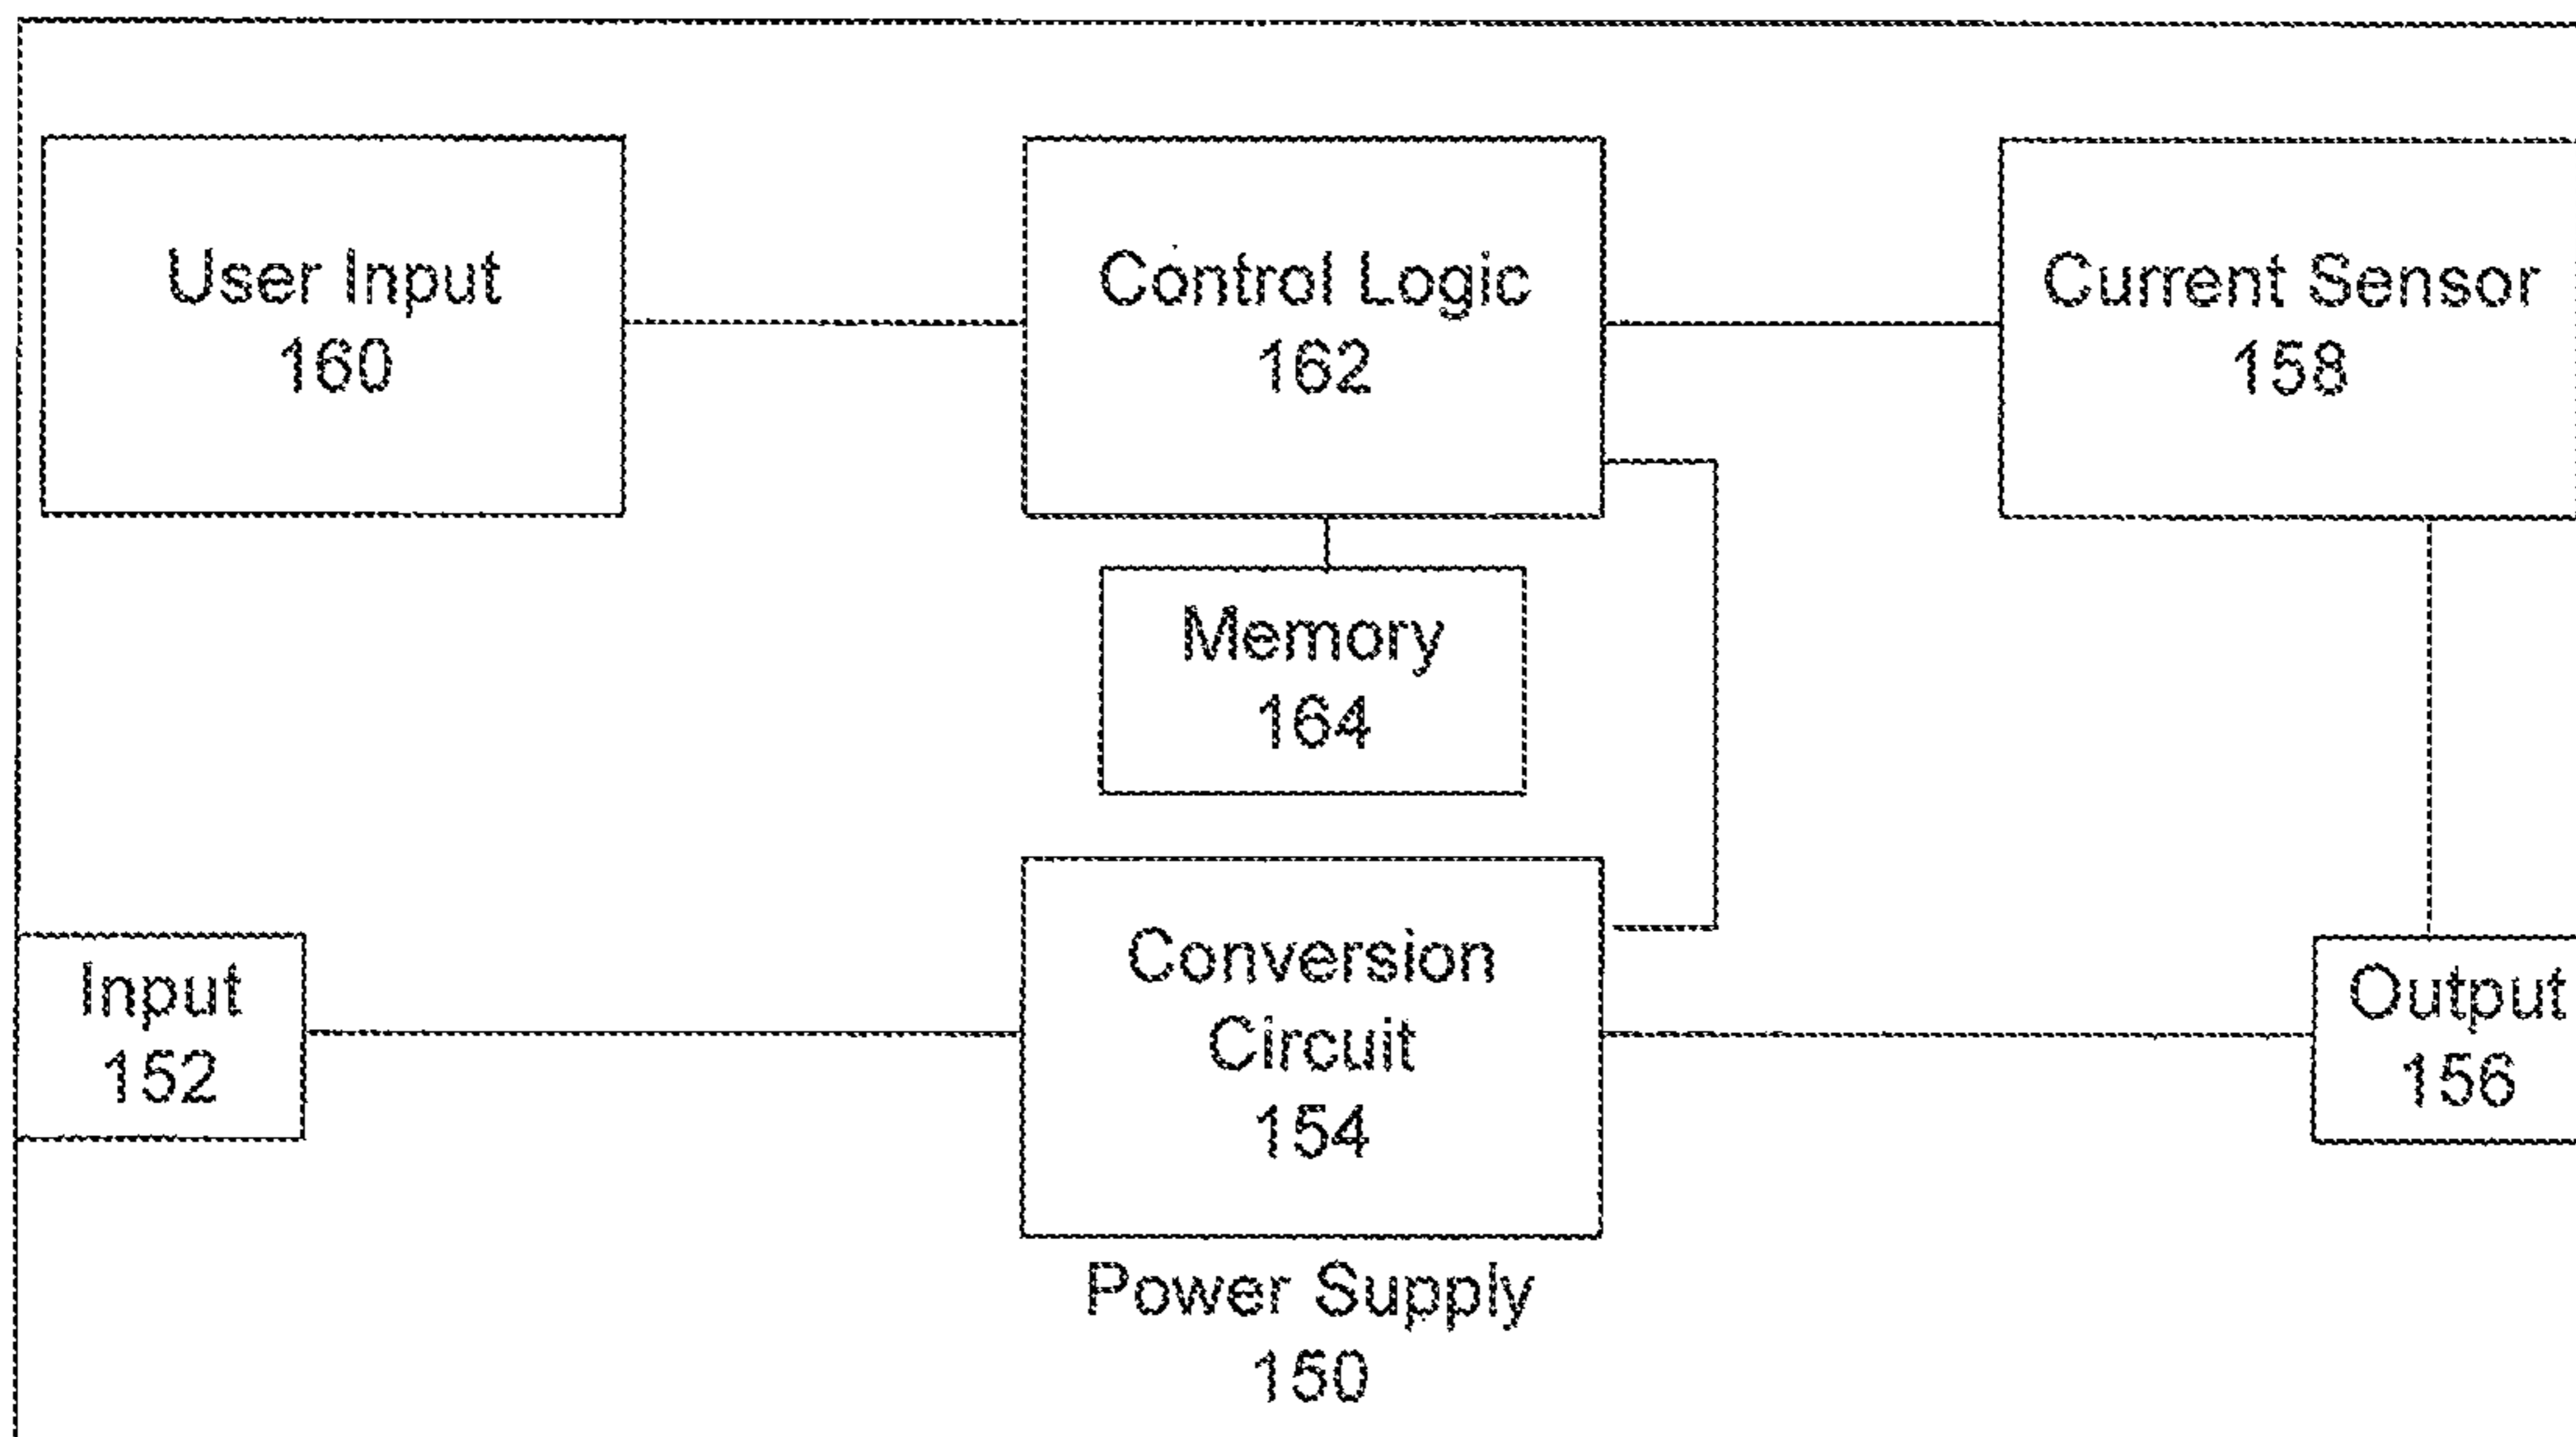 User Input
160
Control Logic
162
Current Sensor
158
Memory
164
Input
152
Conversion
Circuit
154
Output
156
Power Supply
150